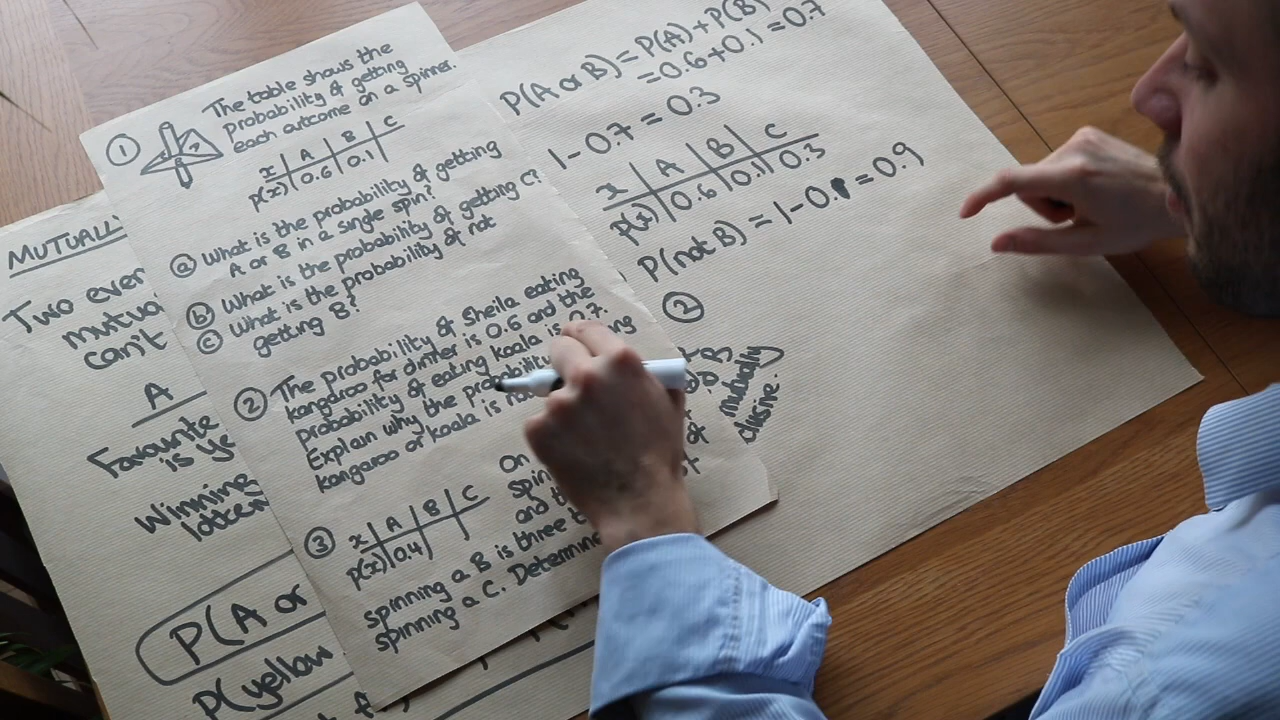 MUTUALL
Two ever
mutua
can't
A
Favourite
is ye
Winning
P(A or
P(yellow
1
The table shows the
probability of getting
each outcome on a spinner.
x A B C
p(x) 0.6 0.1
a What is the probability of getting
A or B in a single spin?
b What is the probability of getting C?
c What is the probability of not
getting B?
2 The probability of Sheila eating
kangaroo for dinner is 0.6 and the
probability of eating koala is 0.7.
Explain why the probability
kangaroo or koala is
3 x A B C
p(x) 0.4
On
spin
and
spinning a B is three
spinning a C. Determine
P(A or B) = P(A) + P(B)
= 0.6 + 0.1 = 0.7
1 - 0.7 = 0.3
x A B C
p(x) 0.6 0.1 0.3
P(not B) = 1 - 0.1 = 0.9
2
B
mutually
clusive.